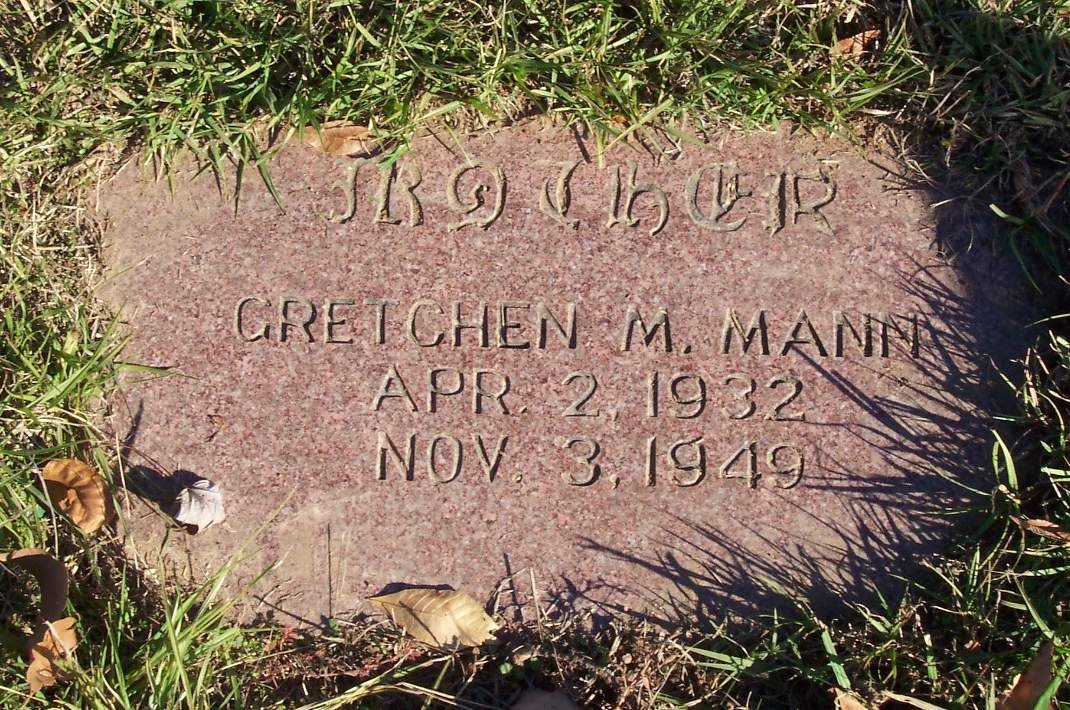 MOTHER
GRETCHEN M. MANN
APR. 2, 1932
NOV. 3, 1949